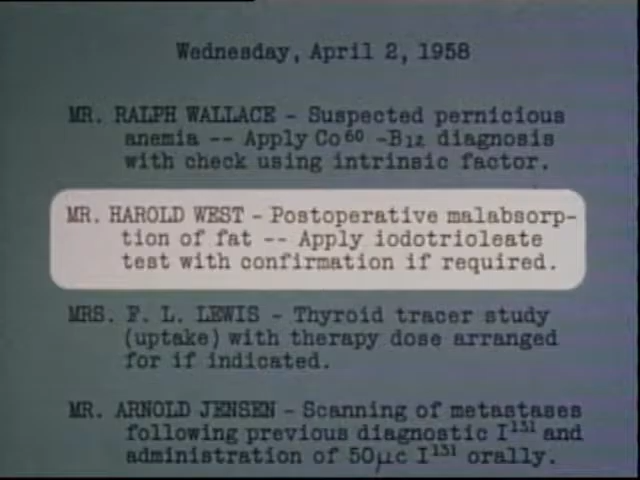 Wednesday, April 2, 1958
MR. RALPH WALLACE - Suspected pernicious
anemia -- Apply Co⁶⁰ -B₁₂ diagnosis
with check using intrinsic factor.
MR. HAROLD WEST - Postoperative malabsorp-
tion of fat -- Apply iodotrioleate
test with confirmation if required.
MRS. F. L. LEWIS - Thyroid tracer study
(uptake) with therapy dose arranged
for if indicated.
MR. ARNOLD JENSEN - Scanning of metastases
following previous diagnostic I¹³¹ and
administration of 50μc I¹³¹ orally.